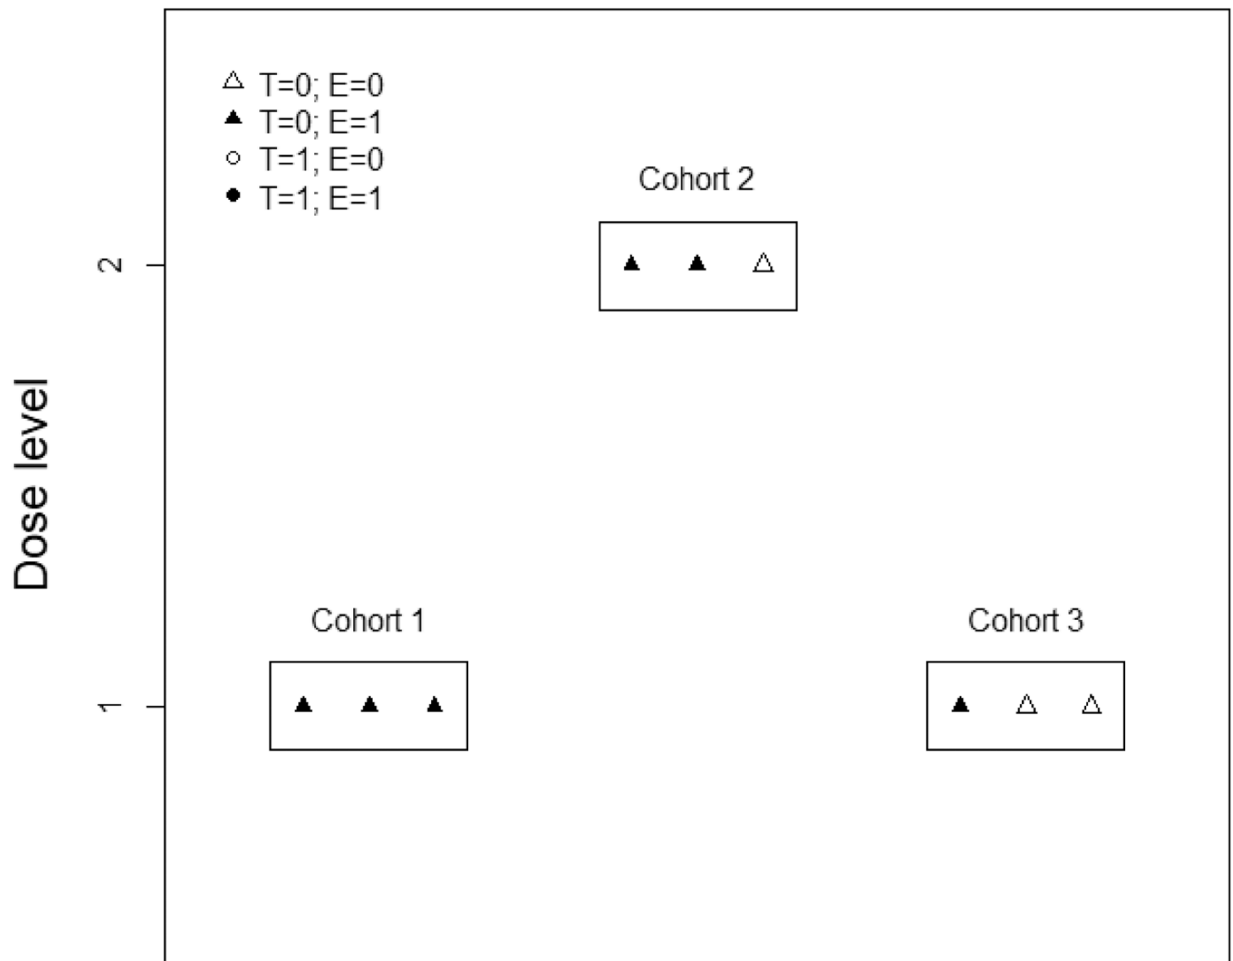 T=0; E=0
T=0; E=1
T=1; E=0
T=1; E=1
Cohort 2
2
Dose level
Cohort 1
Cohort 3
1